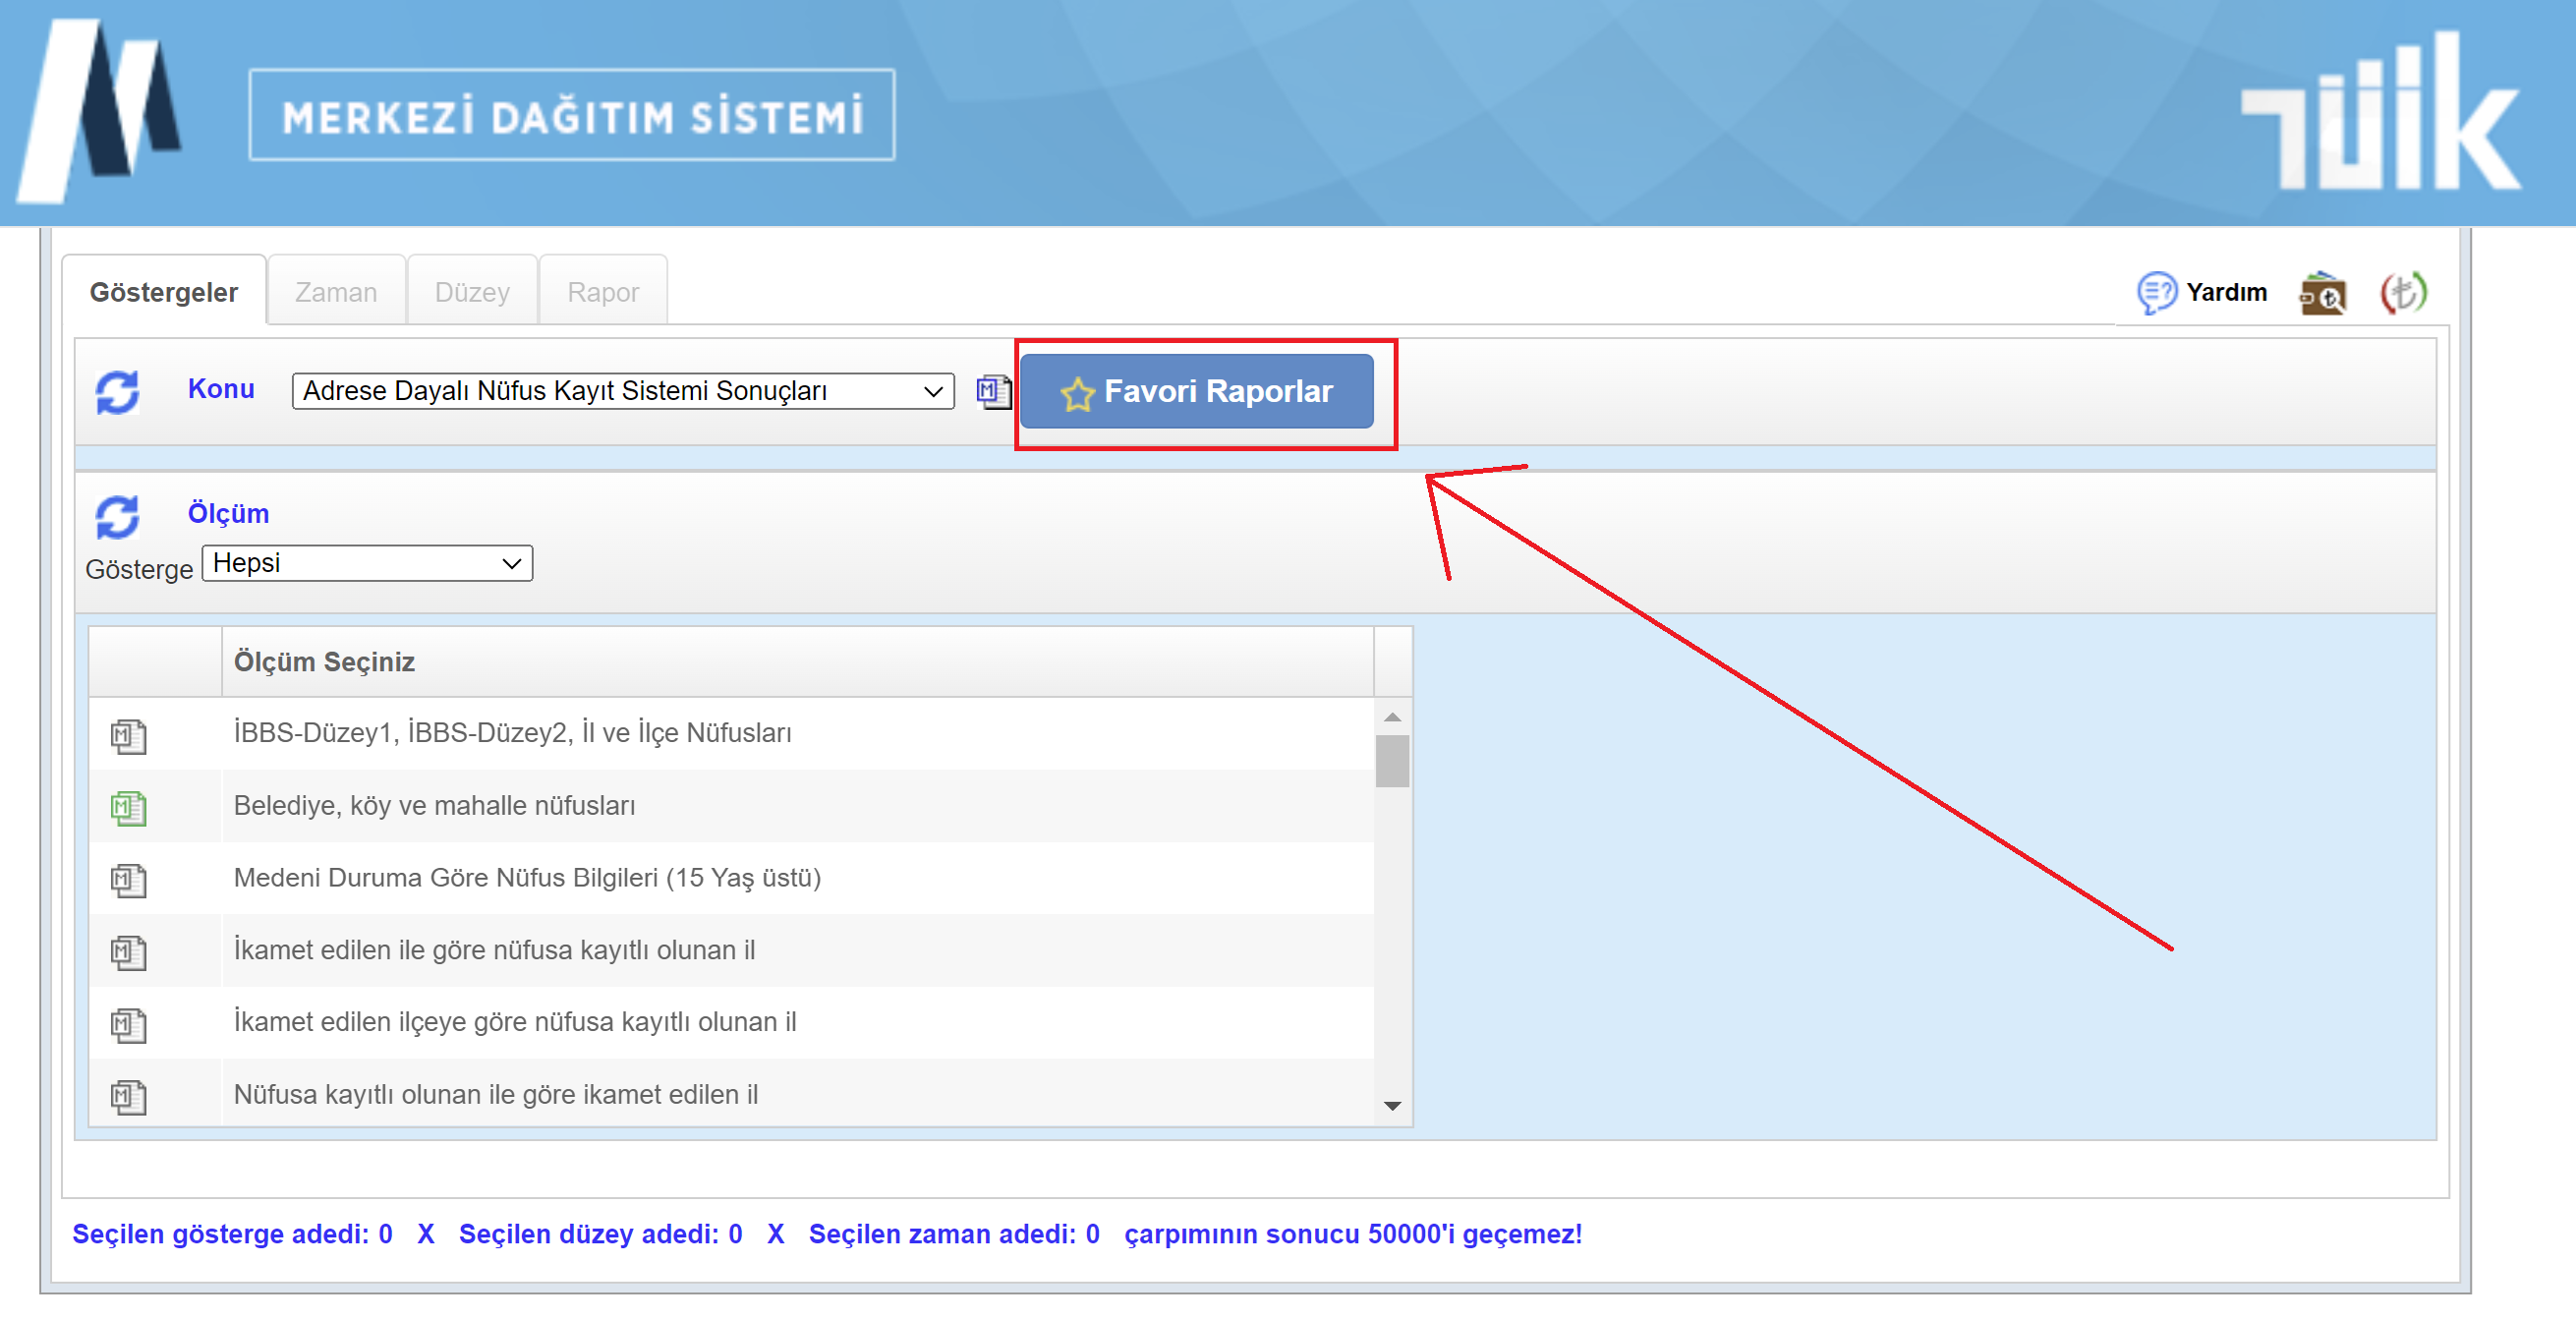 MERKEZİ DAĞITIM SİSTEMİ
TÜİK
Göstergeler Zaman Düzey Rapor Yardım
Konu Adrese Dayalı Nüfus Kayıt Sistemi Sonuçları Favori Raporlar
Ölçüm
Gösterge Hepsi
Ölçüm Seçiniz
İBBS-Düzey1, İBBS-Düzey2, İl ve İlçe Nüfusları
Belediye, köy ve mahalle nüfusları
Medeni Duruma Göre Nüfus Bilgileri (15 Yaş üstü)
İkamet edilen ile göre nüfusa kayıtlı olunan il
İkamet edilen ilçeye göre nüfusa kayıtlı olunan il
Nüfusa kayıtlı olunan ile göre ikamet edilen il
Seçilen gösterge adedi: 0 X Seçilen düzey adedi: 0 X Seçilen zaman adedi: 0 çarpımının sonucu 50000'i geçemez!